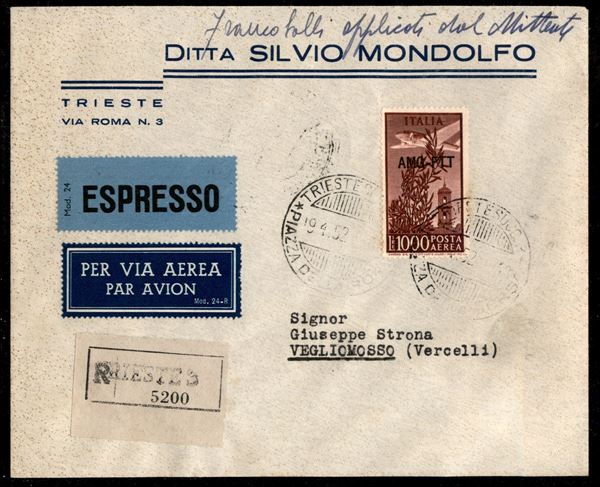 Francobolli applicati dal Mittente
DITTA SILVIO MONDOLFO
TRIESTE
VIA ROMA N. 3
Mod. 24
ESPRESSO
PER VIA AEREA
PAR AVION
Mod. 24-R
ITALIA
AMG-FTT
L. 1000 POSTA
AEREA
*TRIESTE
19.4.52
*PIAZZA
Signor
Giuseppe Strona
VEGLIOMOSSO (Vercelli)
R TRIESTE 3
5200